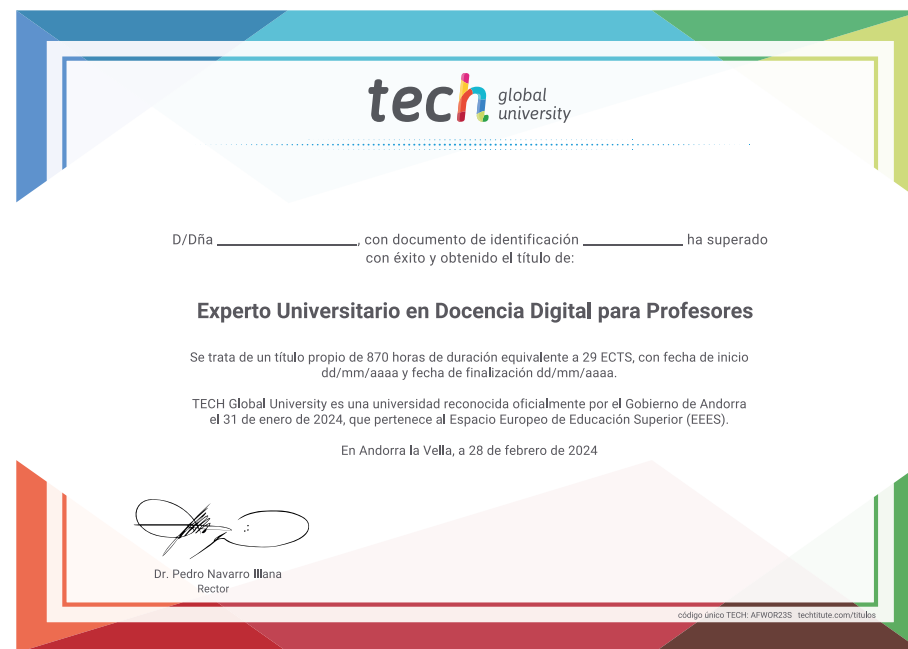 tech global university
D/Dña ____________, con documento de identificación ____________ ha superado
con éxito y obtenido el título de:
Experto Universitario en Docencia Digital para Profesores
Se trata de un título propio de 870 horas de duración equivalente a 29 ECTS, con fecha de inicio
dd/mm/aaaa y fecha de finalización dd/mm/aaaa.
TECH Global University es una universidad reconocida oficialmente por el Gobierno de Andorra
el 31 de enero de 2024, que pertenece al Espacio Europeo de Educación Superior (EEES).
En Andorra la Vella, a 28 de febrero de 2024
Dr. Pedro Navarro Illana
Rector
código único TECH: AFWOR23S techtitute.com/titulos